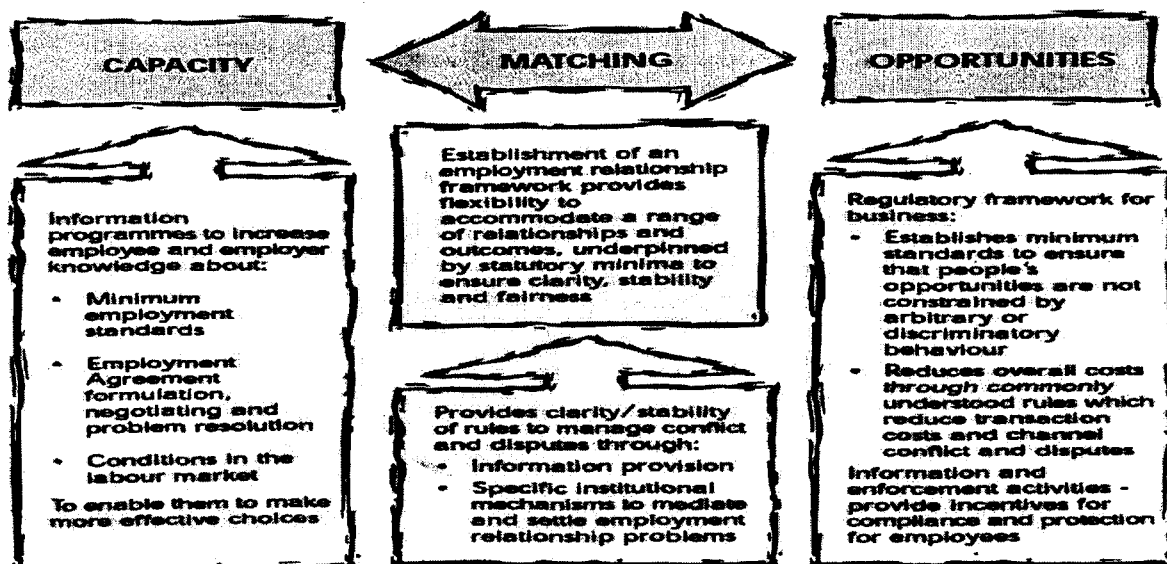 CAPACITY
MATCHING
OPPORTUNITIES
Information
programmes to increase
employee and employer
knowledge about:
• Minimum
employment
standards
• Employment
Agreement
formulation,
negotiating and
problem resolution
• Conditions in the
labour market
To enable them to make
more effective choices
Establishment of an
employment relationship
framework provides
flexibility to
accommodate a range
of relationships and
outcomes, underpinned
by statutory minima to
ensure clarity, stability
and fairness
Provides clarity/stability
of rules to manage conflict
and disputes through:
• Information provision
• Specific institutional
mechanisms to mediate
and settle employment
relationship problems
Regulatory framework for
business:
• Establishes minimum
standards to ensure
that people's
opportunities are not
constrained by
arbitrary or
discriminatory
behaviour
• Reduces overall costs
through commonly
understood rules which
reduce transaction
costs and channel
conflict and disputes
Information and
enforcement activities -
provide incentives for
compliance and protection
for employees